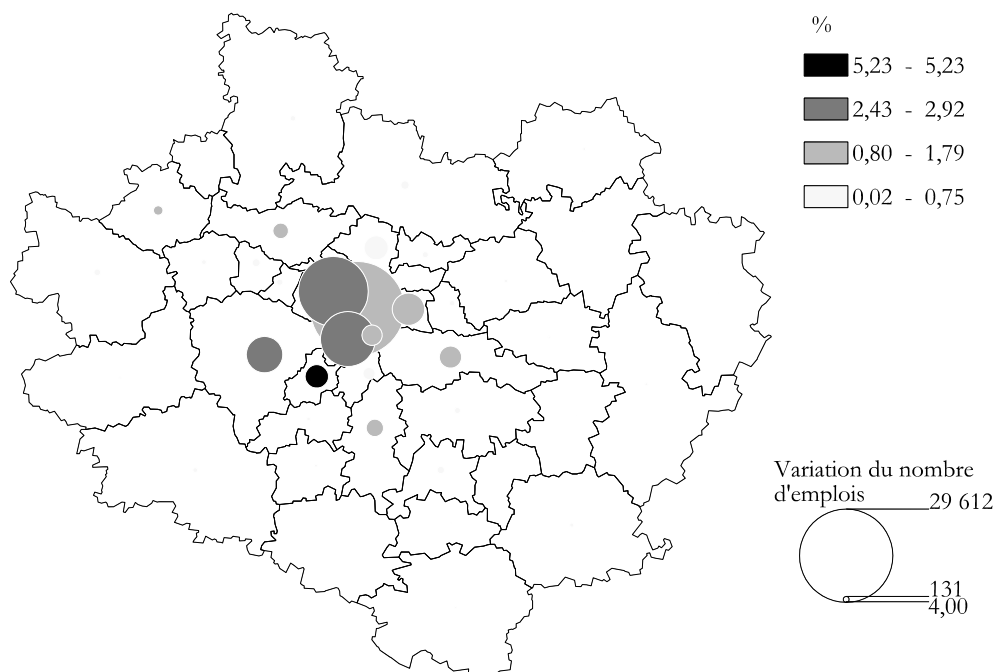 %
5,23 - 5,23
2,43 - 2,92
0,80 - 1,79
0,02 - 0,75
Variation du nombre
d'emplois
29 612
131
4,00